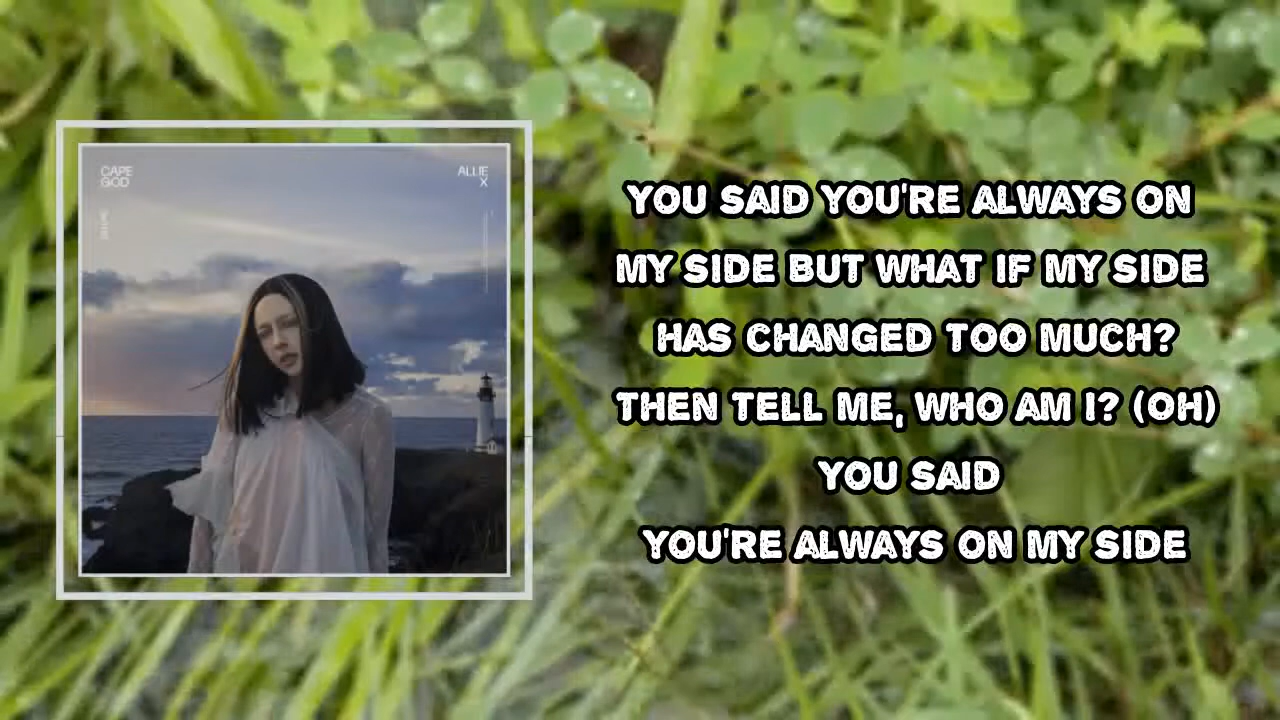 CAPE
GOD
ALLIE
X
YOU SAID YOU'RE ALWAYS ON
MY SIDE BUT WHAT IF MY SIDE
HAS CHANGED TOO MUCH?
THEN TELL ME, WHO AM I? (OH)
YOU SAID
YOU'RE ALWAYS ON MY SIDE